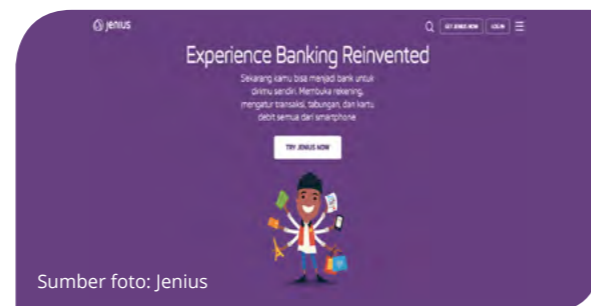 jenius
GET JENIUS NOW
LOG IN
Experience Banking Reinvented
Sekarang kamu bisa menjadi bank untuk
dirimu sendiri. Membuka rekening,
mengatur transaksi, tabungan, dan kartu
debit semua dari smartphone
TRY JENIUS NOW
Sumber foto: Jenius